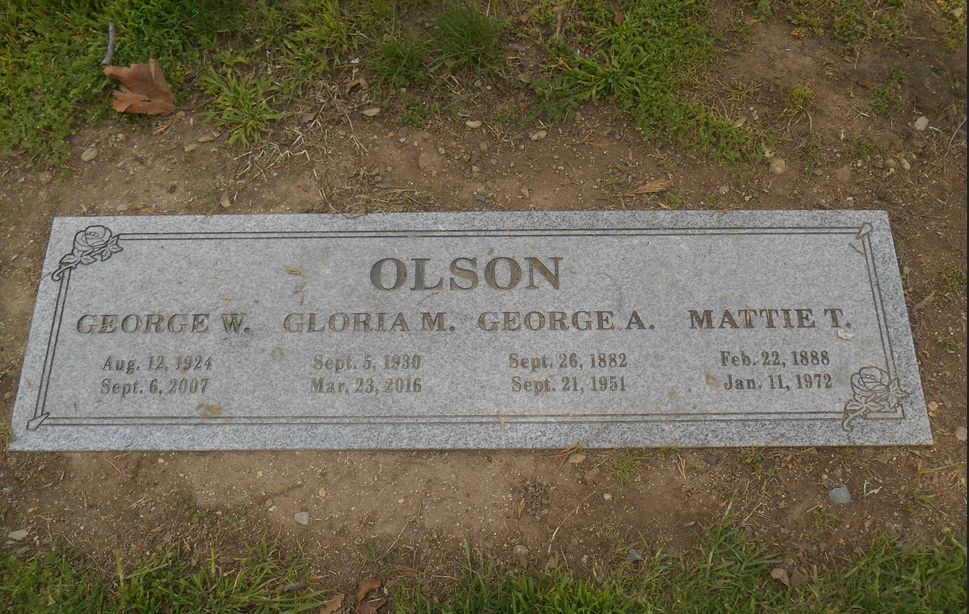 OLSON
GEORGE W. GLORIA M. GEORGE A. MATTIE T.
Aug. 12, 1924 Sept. 5, 1930 Sept. 26, 1882 Feb. 22, 1888
Sept. 6, 2007 Mar. 23, 2016 Sept. 21, 1951 Jan. 11, 1972